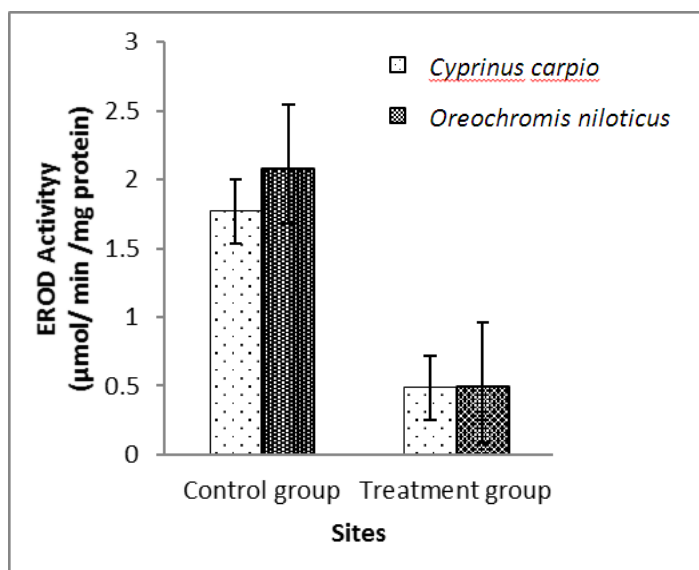 3
Cyprinus carpio
2.5
Oreochromis niloticus
2
1.5
1
0.5
0
EROD Activityy
(µmol/ min /mg protein)
Control group Treatment group
Sites